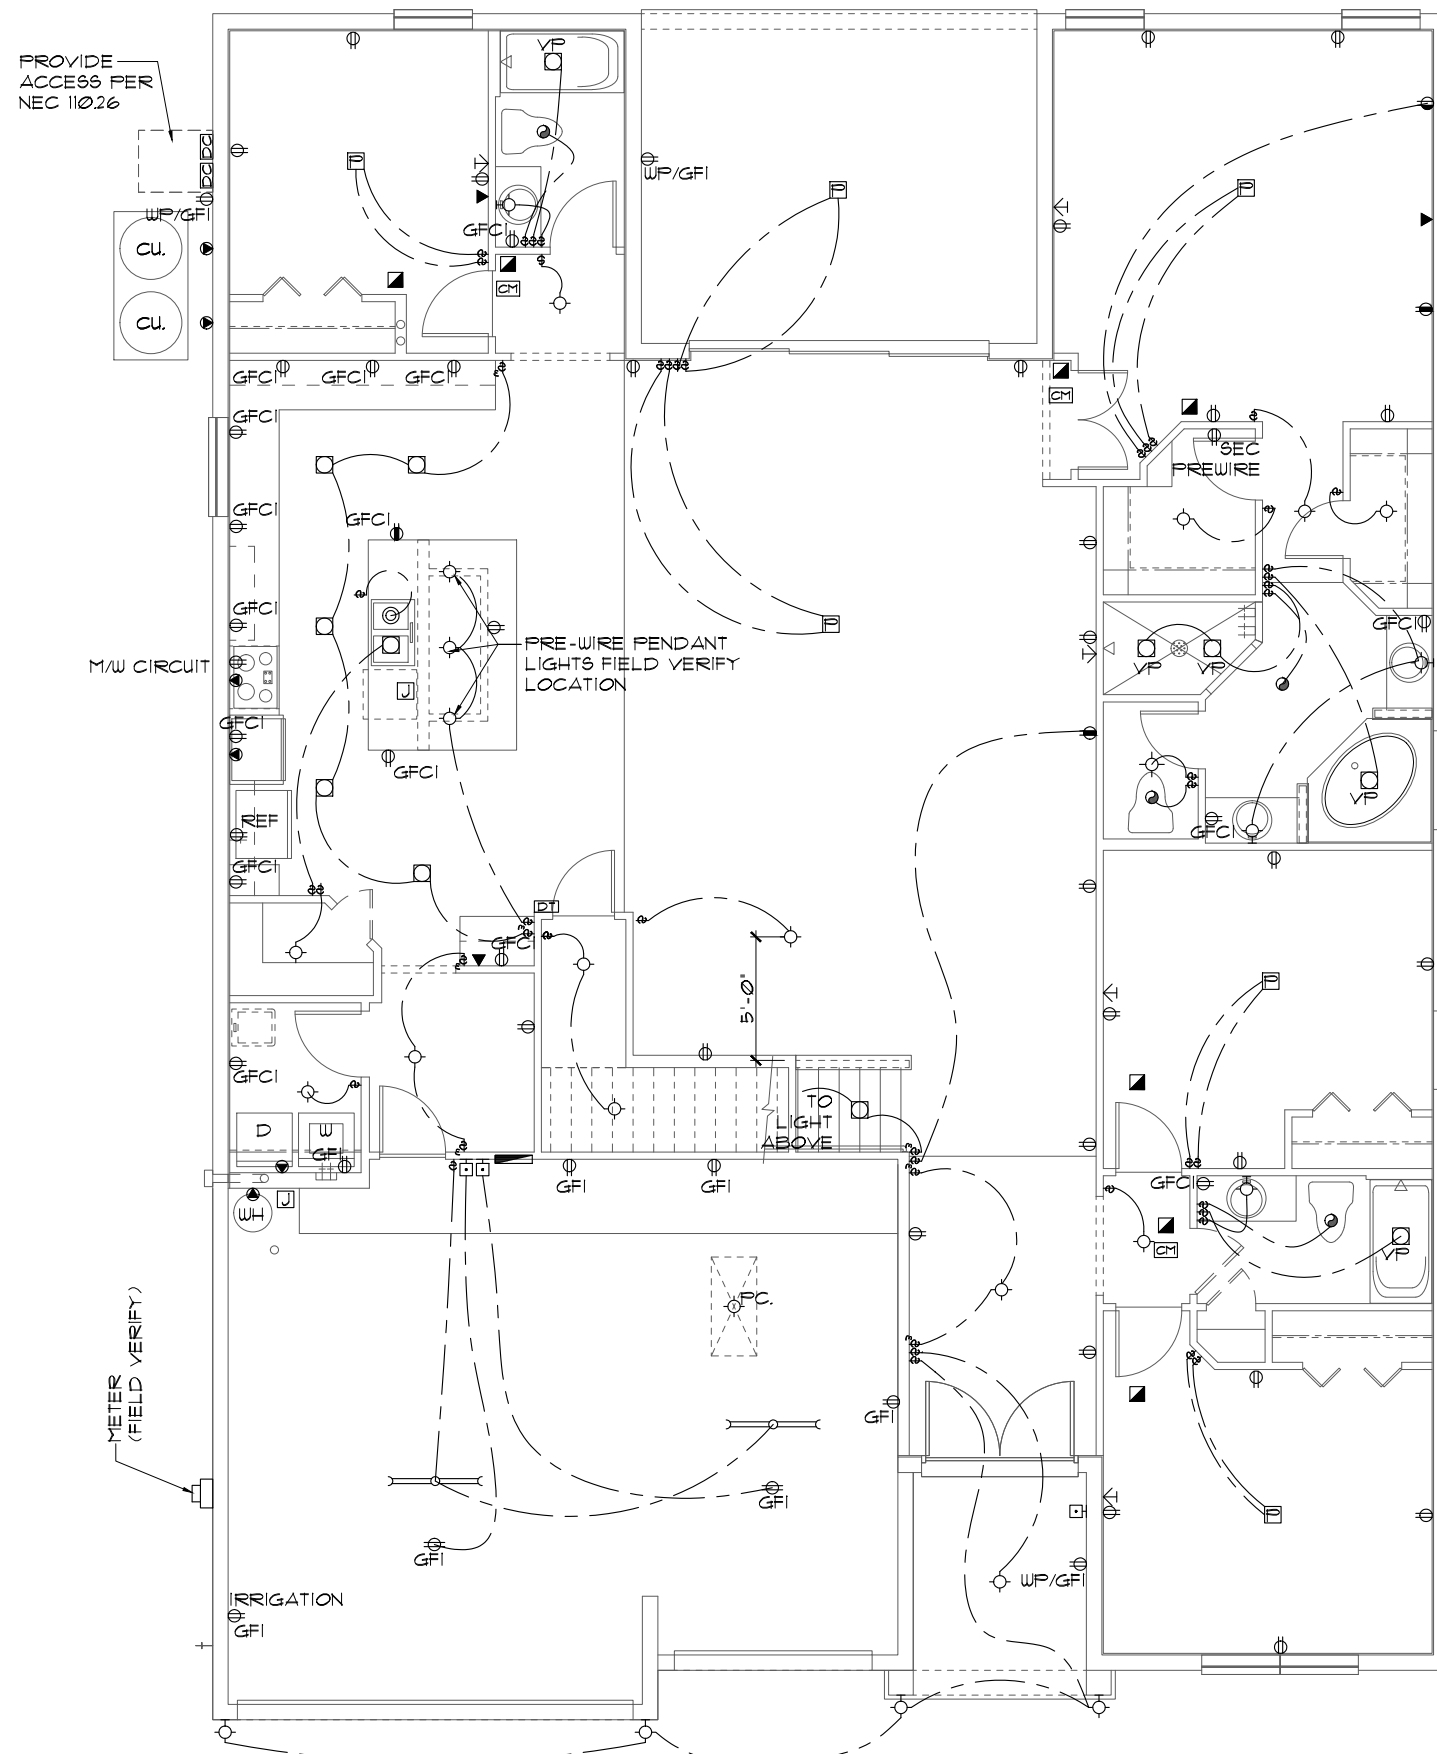 PROVIDE
ACCESS PER
NEC 110.26
DC
DC
WP/GFI
CU.
CU.
VP
GFCI
CM
WP/GFI
P
P
P
GFCI
GFCI
GFCI
GFCI
GFCI
GFCI
GFCI
M/W CIRCUIT
GFCI
REF
GFCI
J
GFCI
PRE-WIRE PENDANT
LIGHTS FIELD VERIFY
LOCATION
P
CM
SEC
PREWIRE
GFCI
VP
VP
VP
GFCI
DT
GFCI
5'-0"
GFCI
D
W
GFI
WH
J
GFI
GFI
TO
LIGHT
ABOVE
P
GFCI
CM
VP
PC.
METER
(FIELD VERIFY)
GFI
GFI
GFI
P
WP/GFI
IRRIGATION
GFI